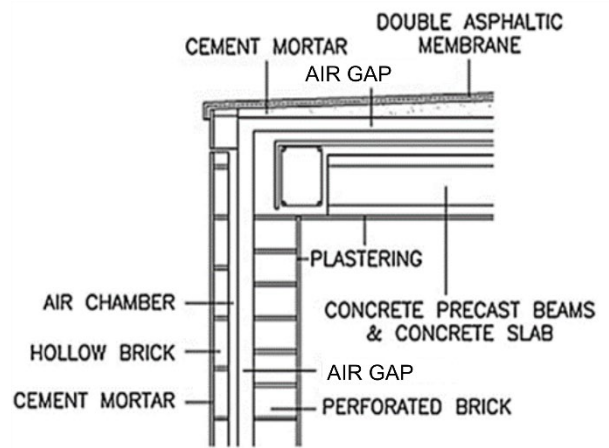 DOUBLE ASPHALTIC
MEMBRANE
CEMENT MORTAR
AIR GAP
PLASTERING
AIR CHAMBER
CONCRETE PRECAST BEAMS
& CONCRETE SLAB
HOLLOW BRICK
AIR GAP
CEMENT MORTAR
PERFORATED BRICK